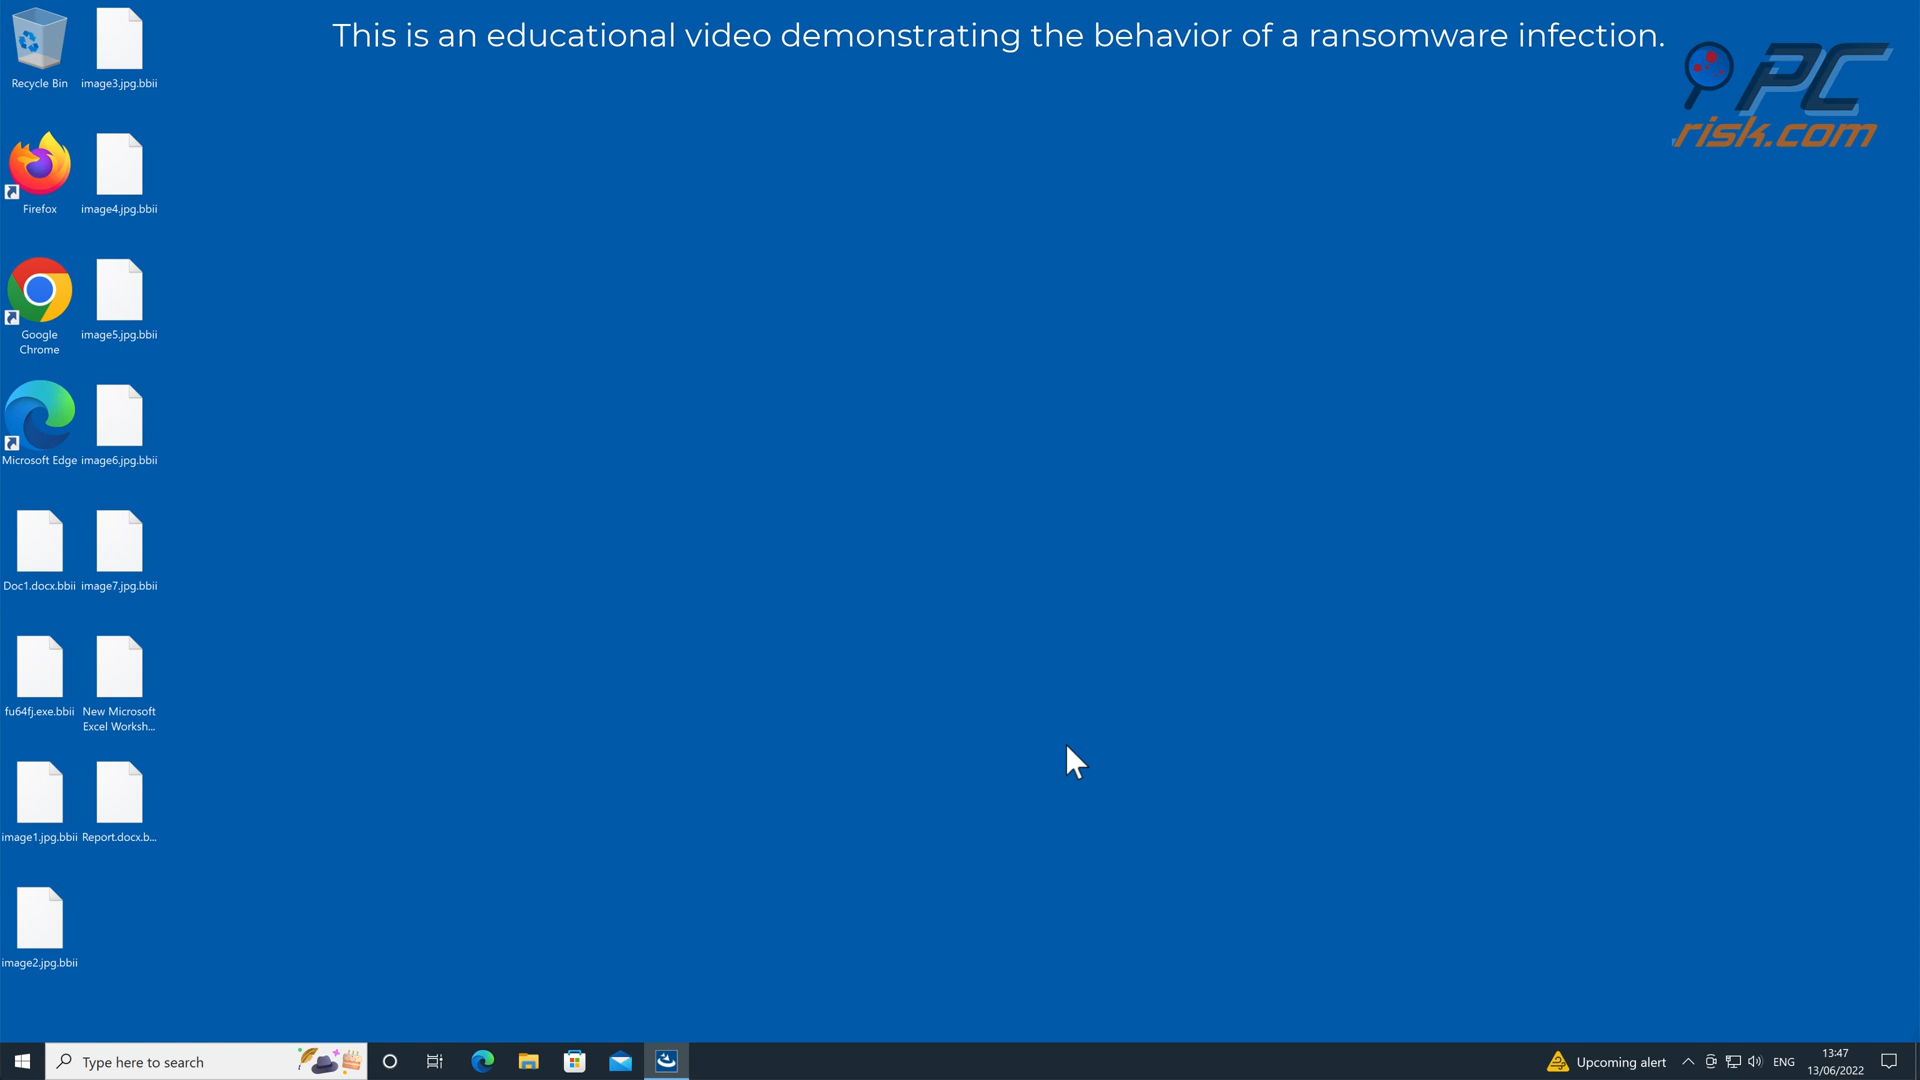 This is an educational video demonstrating the behavior of a ransomware infection.
PC
risk.com
Recycle Bin
image3.jpg.bbii
Firefox
image4.jpg.bbii
Google
Chrome
image5.jpg.bbii
Microsoft Edge
image6.jpg.bbii
Doc1.docx.bbii
image7.jpg.bbii
fu64fj.exe.bbii
New Microsoft
Excel Worksh...
image1.jpg.bbii
Report.docx.b...
image2.jpg.bbii
Type here to search
Upcoming alert
ENG
13:47
13/06/2022